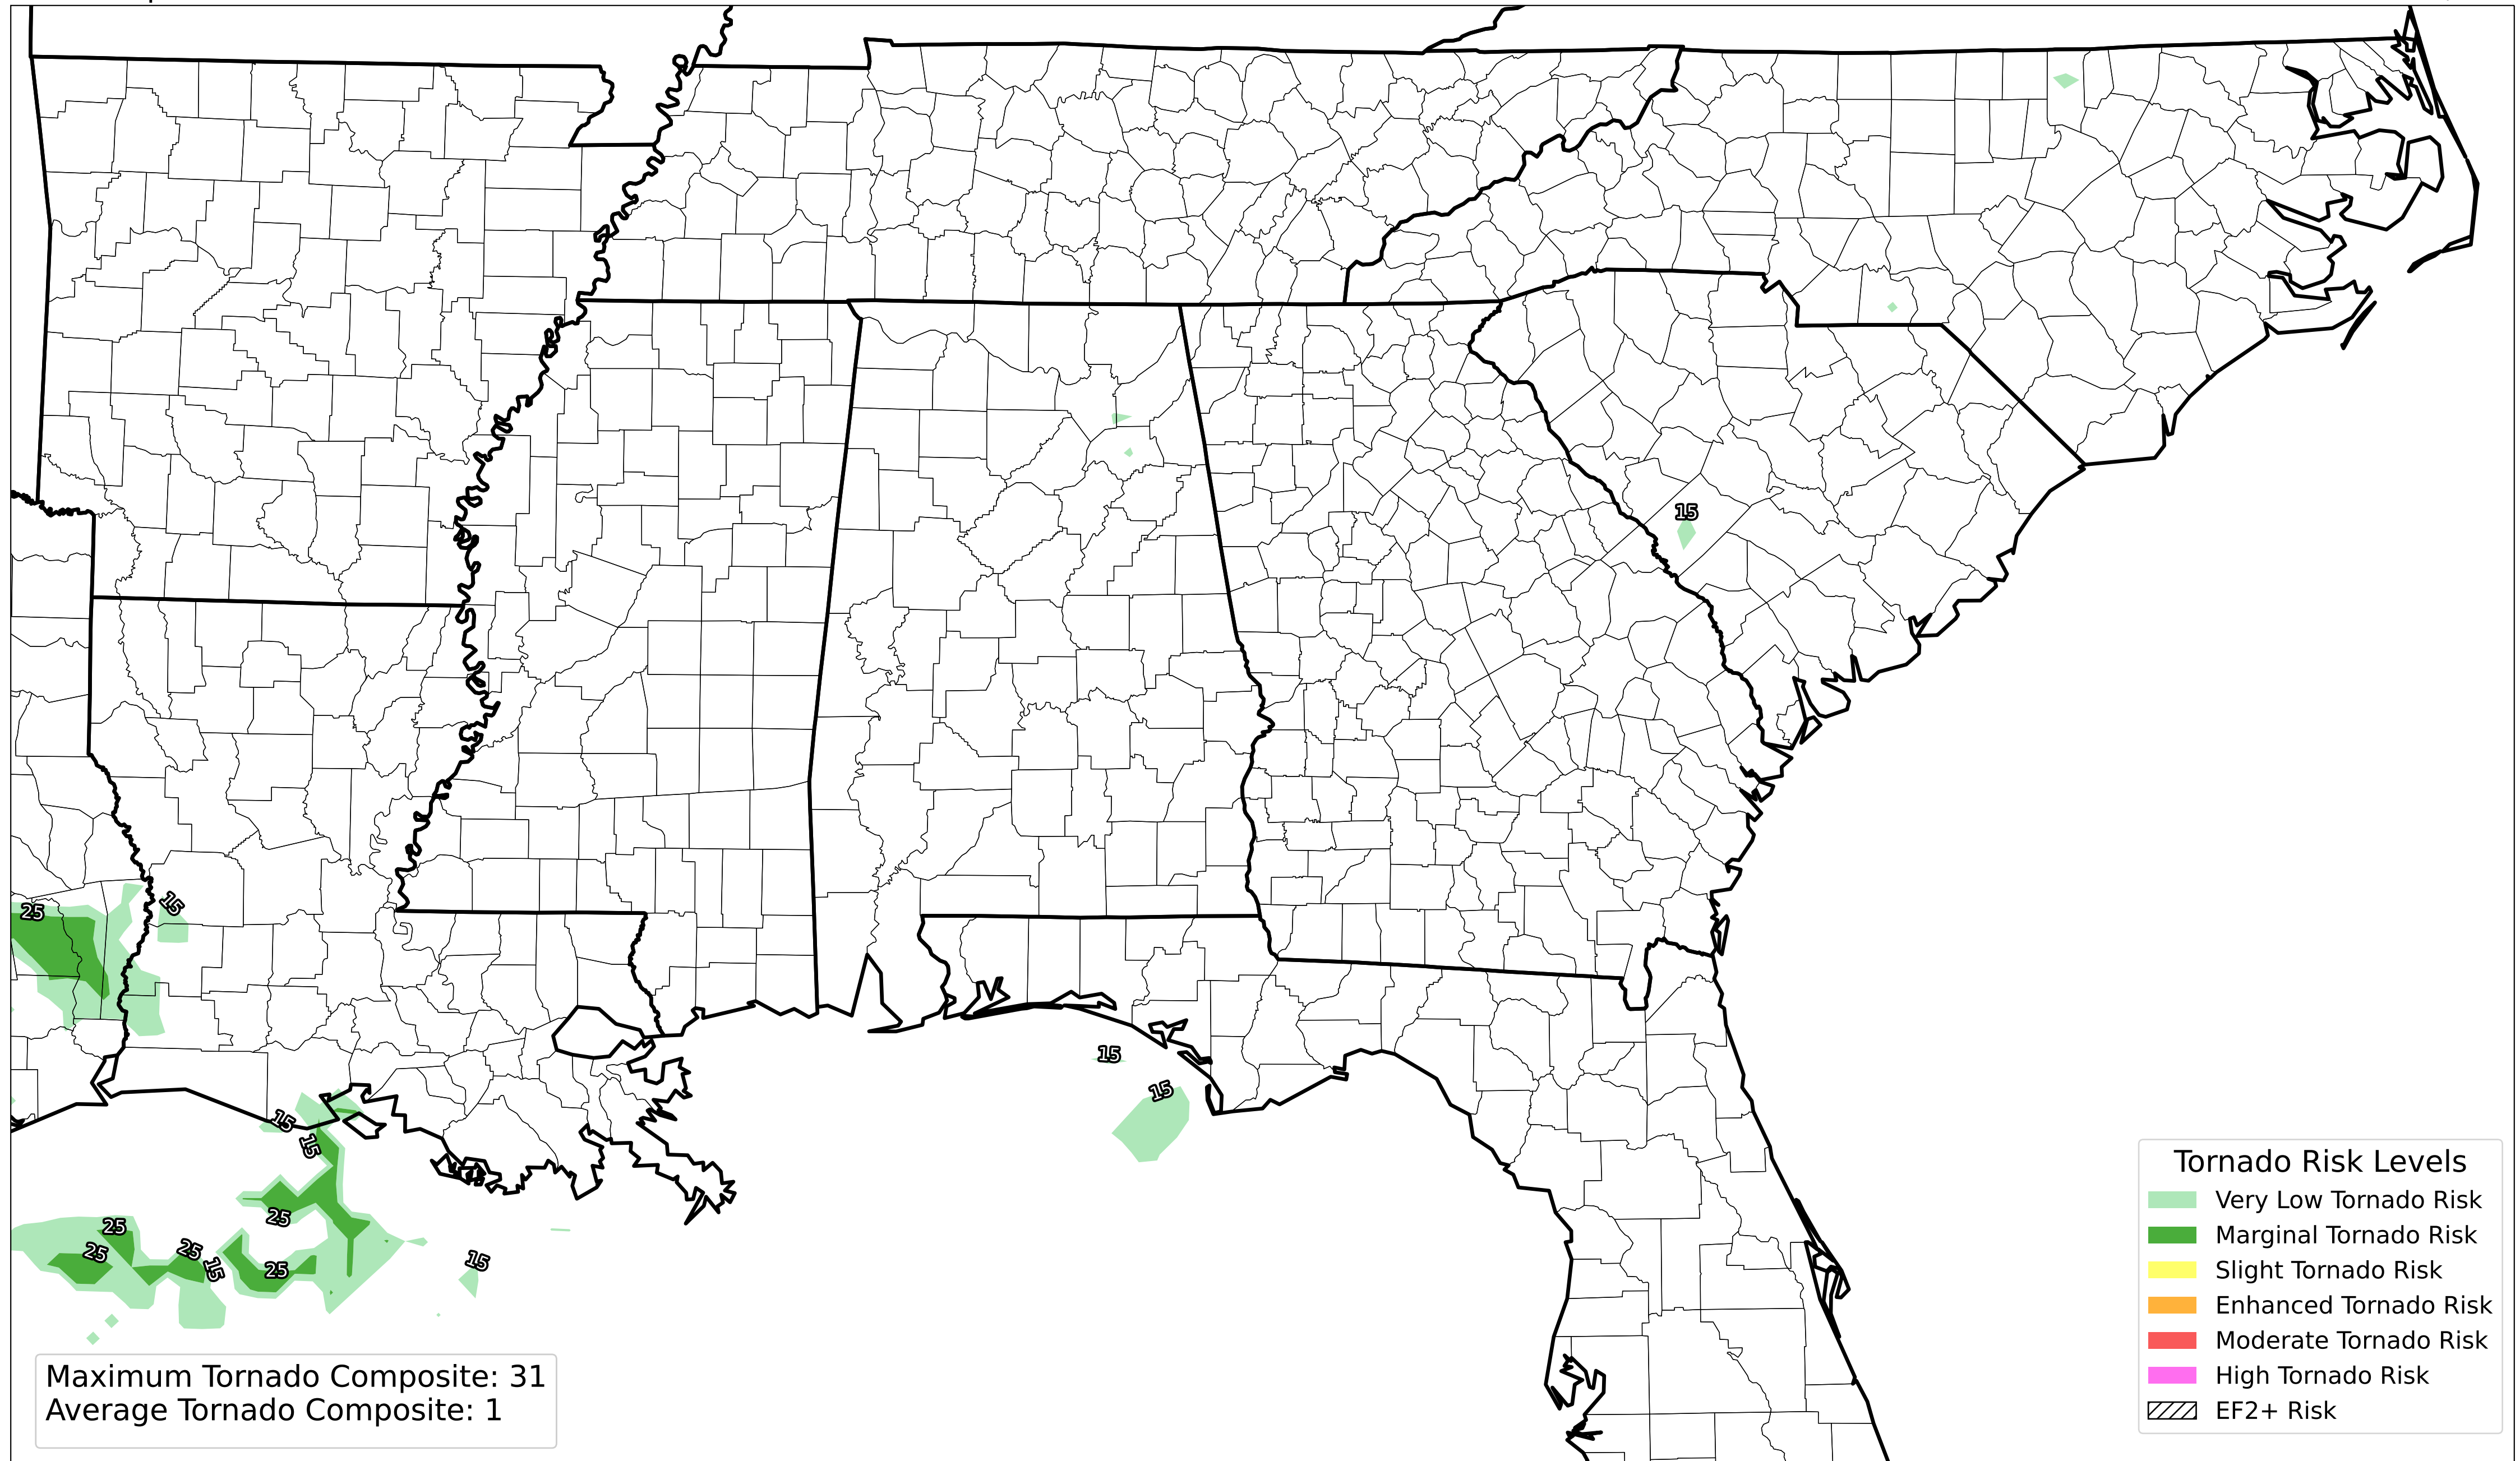 15
25
15
15
15
15
15
25
25
25
25
15
25
15
Tornado Risk Levels
Very Low Tornado Risk
Marginal Tornado Risk
Slight Tornado Risk
Enhanced Tornado Risk
Moderate Tornado Risk
High Tornado Risk
EF2+ Risk
Maximum Tornado Composite: 31
Average Tornado Composite: 1